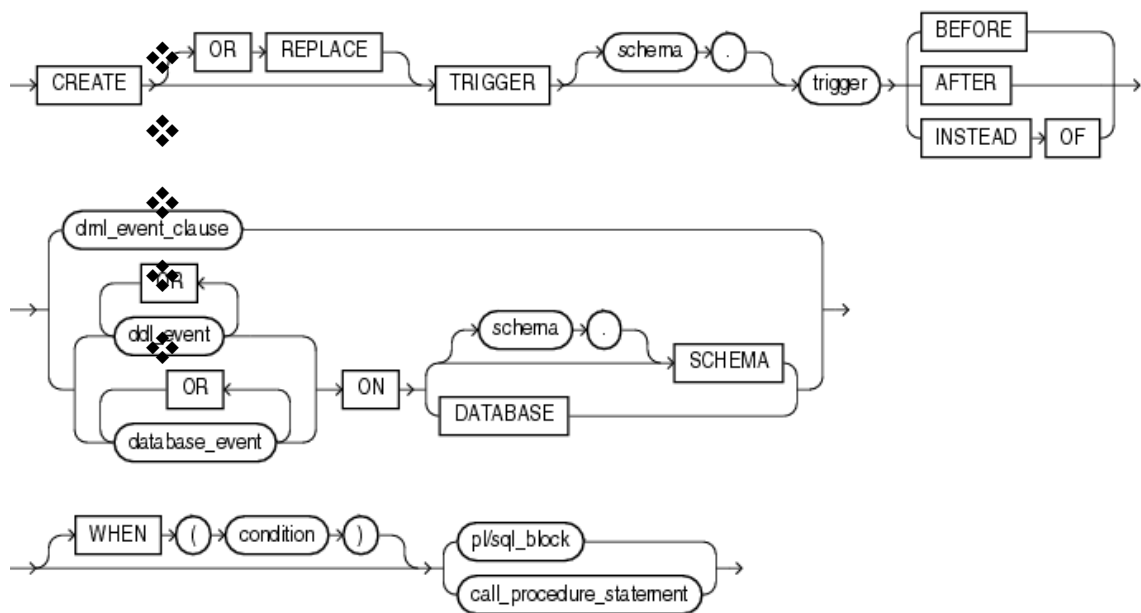 OR REPLACE schema . BEFORE
CREATE TRIGGER trigger AFTER
INSTEAD OF
dml_event_clause
OR
ddl_event schema . SCHEMA
OR ON DATABASE
database_event
WHEN ( condition ) pl/sql_block
call_procedure_statement